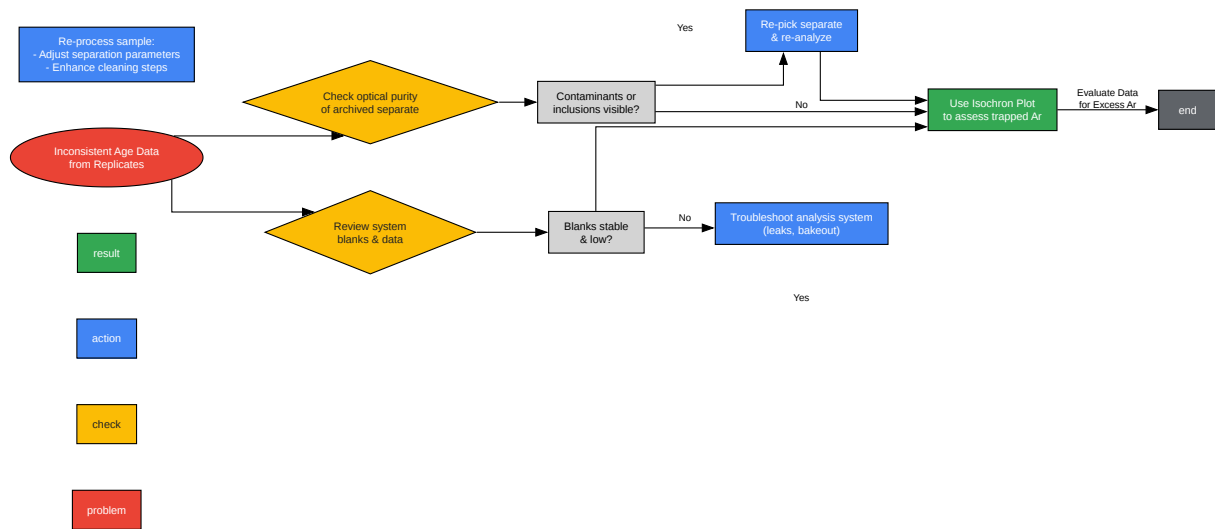 Re-process sample:
- Adjust separation parameters
- Enhance cleaning steps
Yes
Re-pick separate
& re-analyze
Check optical purity
of archived separate
Contaminants or
inclusions visible?
No
Use Isochron Plot
to assess trapped Ar
Evaluate Data
for Excess Ar
end
Inconsistent Age Data
from Replicates
Review system
blanks & data
Blanks stable
& low?
No
Troubleshoot analysis system
(leaks, bakeout)
Yes
result
action
check
problem